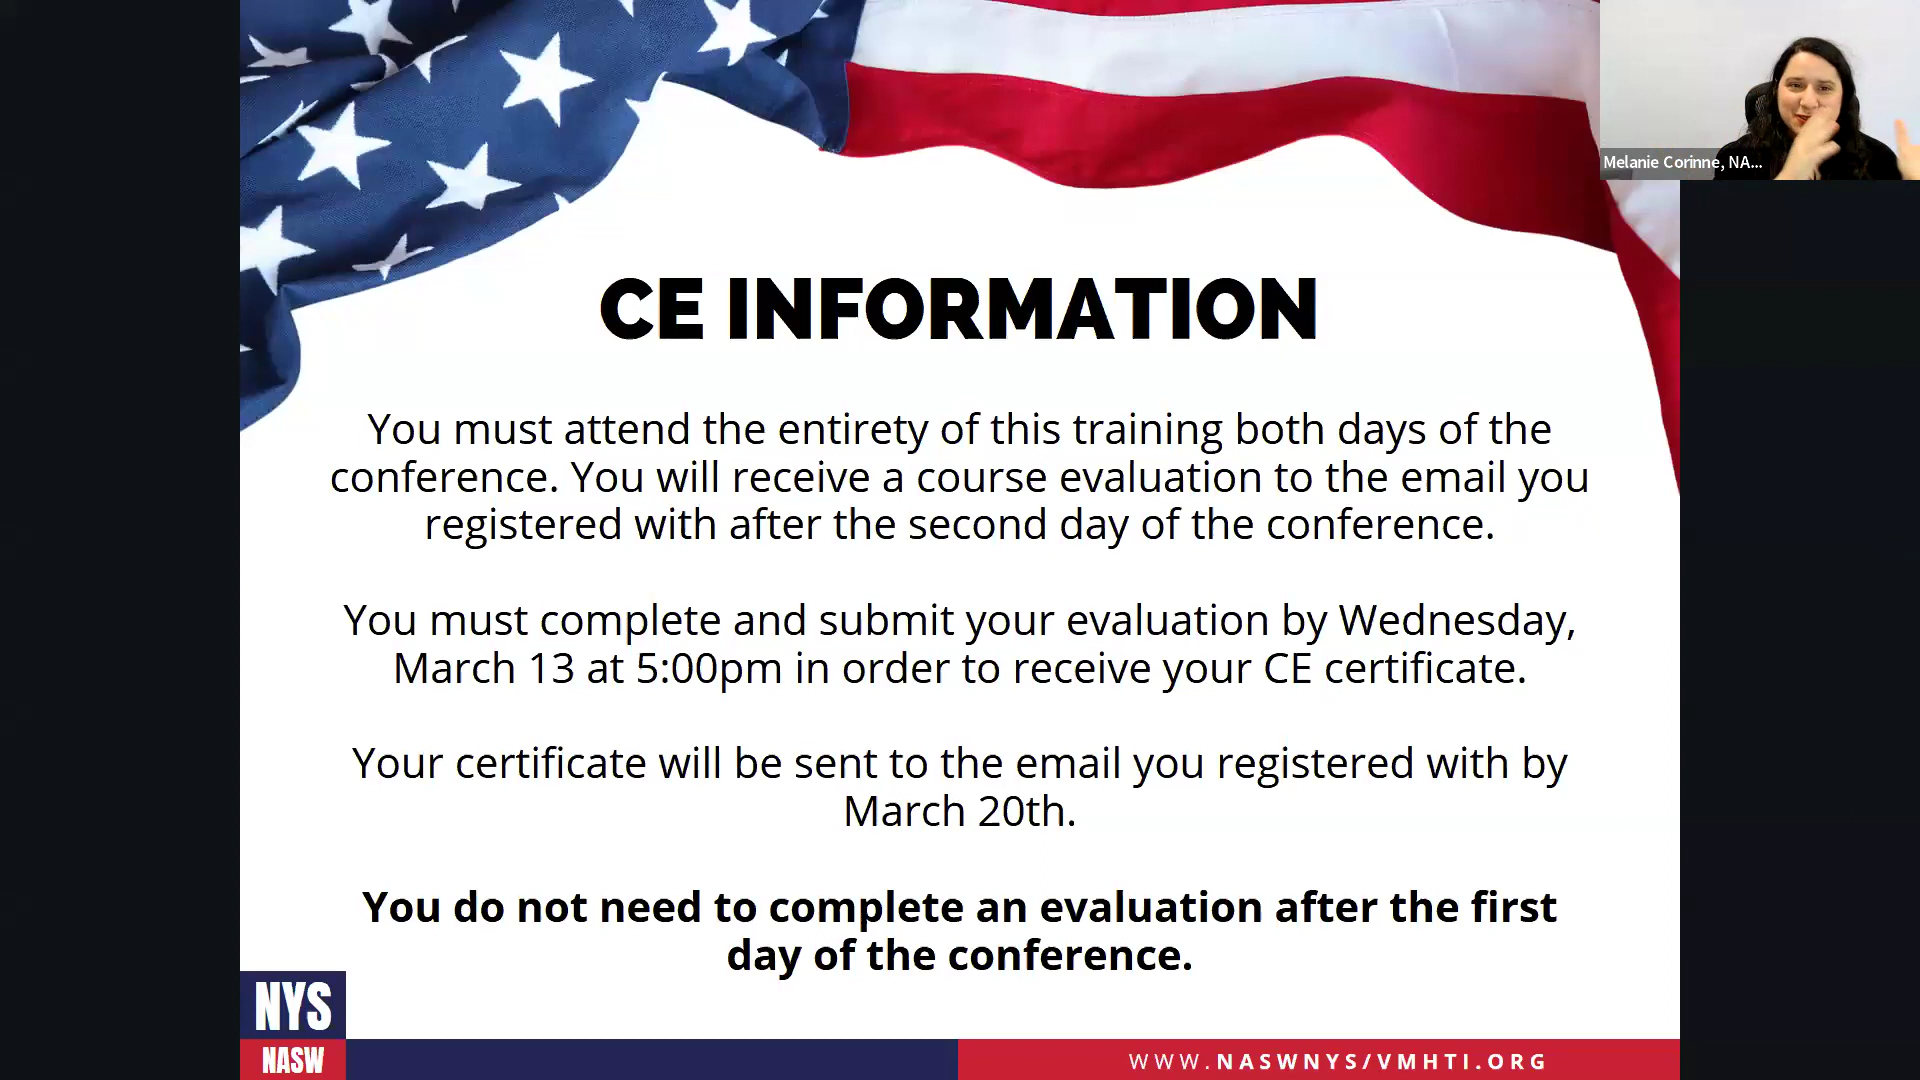 Melanie Corinne, NA...
CE INFORMATION
You must attend the entirety of this training both days of the
conference. You will receive a course evaluation to the email you
registered with after the second day of the conference.
You must complete and submit your evaluation by Wednesday,
March 13 at 5:00pm in order to receive your CE certificate.
Your certificate will be sent to the email you registered with by
March 20th.
You do not need to complete an evaluation after the first
day of the conference.
NYS
NASW
WWW.NASWNYS/VMHTI.ORG